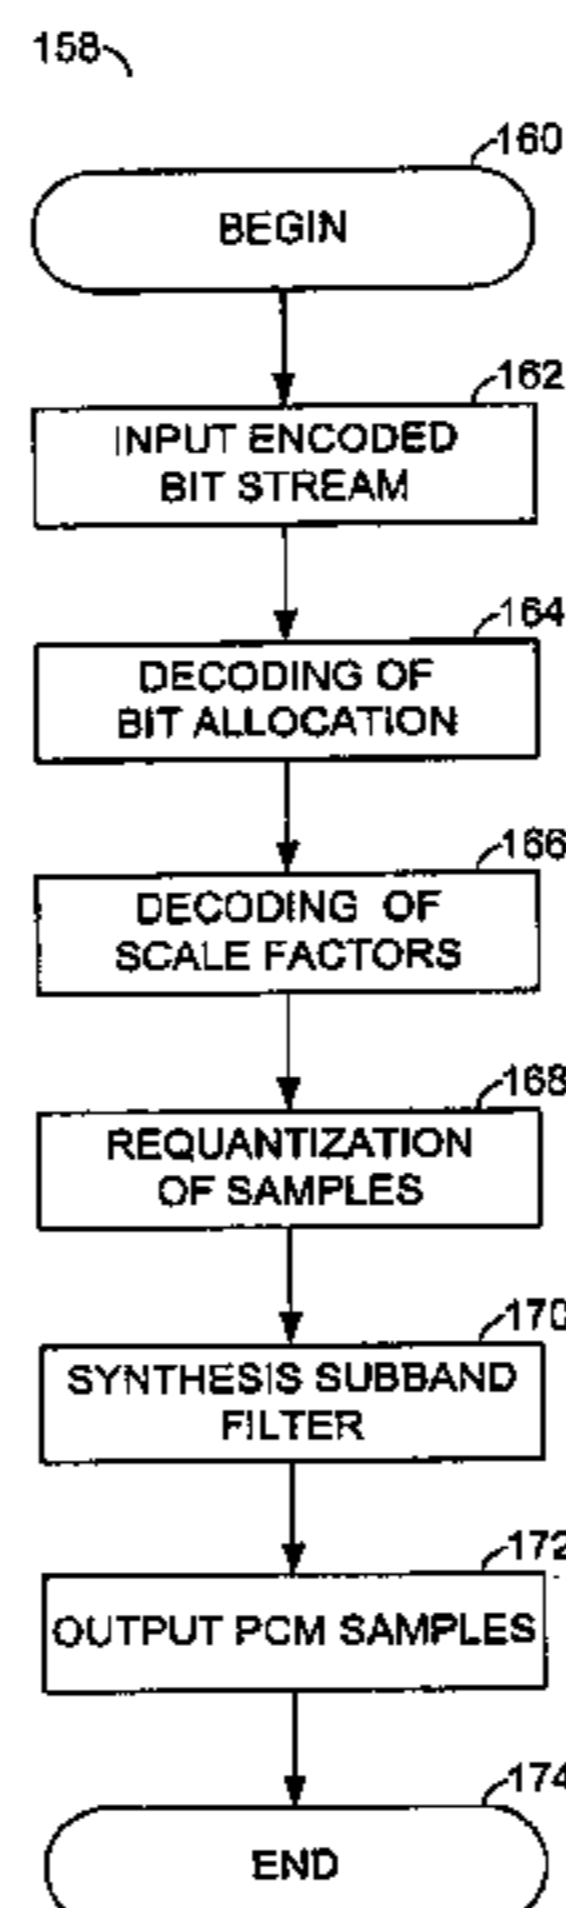 158
160
BEGIN
162
INPUT ENCODED
BIT STREAM
164
DECODING OF
BIT ALLOCATION
166
DECODING OF
SCALE FACTORS
168
REQUANTIZATION
OF SAMPLES
170
SYNTHESIS SUBBAND
FILTER
172
OUTPUT PCM SAMPLES
174
END